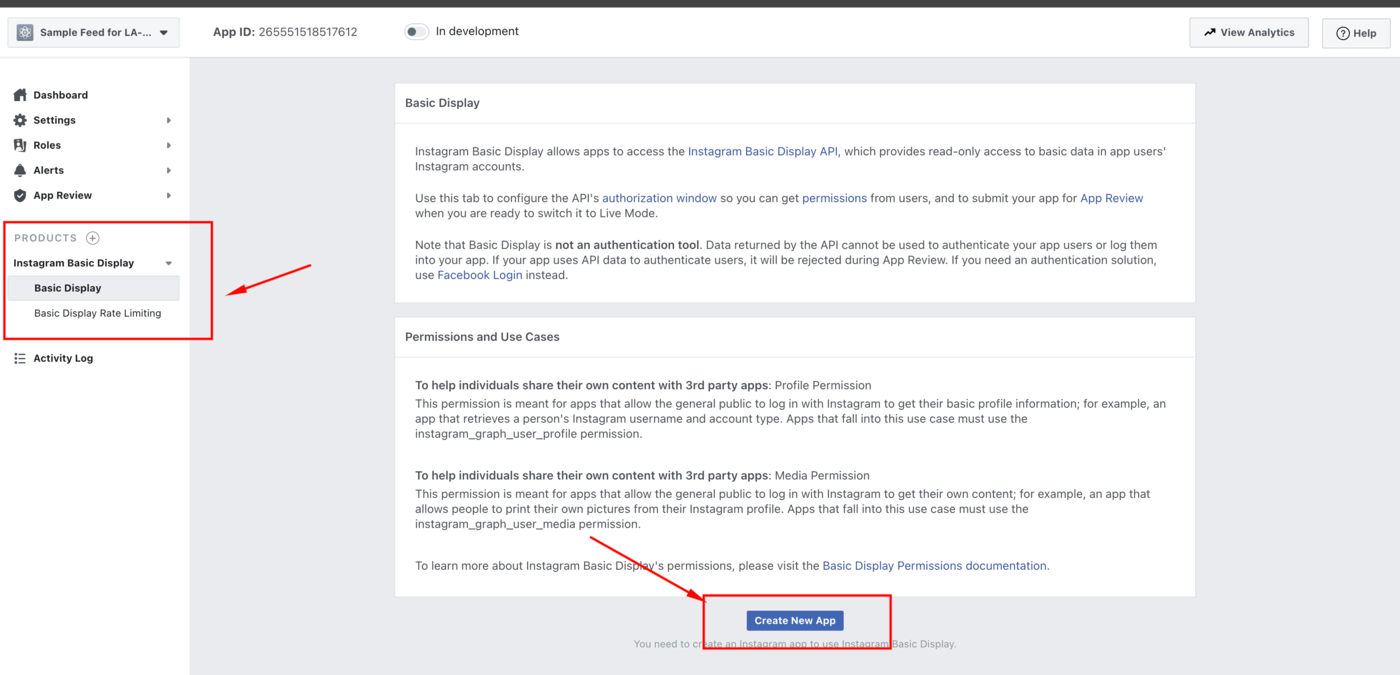 Sample Feed for LA-...
App ID: 265551518517612
In development
View Analytics
Help
Dashboard
Settings
Roles
Alerts
App Review
PRODUCTS
Instagram Basic Display
Basic Display
Basic Display Rate Limiting
Activity Log
Basic Display
Instagram Basic Display allows apps to access the Instagram Basic Display API, which provides read-only access to basic data in app users'
Instagram accounts.
Use this tab to configure the API's authorization window so you can get permissions from users, and to submit your app for App Review
when you are ready to switch it to Live Mode.
Note that Basic Display is not an authentication tool. Data returned by the API cannot be used to authenticate your app users or log them
into your app. If your app uses API data to authenticate users, it will be rejected during App Review. If you need an authentication solution,
use Facebook Login instead.
Permissions and Use Cases
To help individuals share their own content with 3rd party apps: Profile Permission
This permission is meant for apps that allow the general public to log in with Instagram to get their basic profile information; for example, an
app that retrieves a person's Instagram username and account type. Apps that fall into this use case must use the
instagram_graph_user_profile permission.
To help individuals share their own content with 3rd party apps: Media Permission
This permission is meant for apps that allow the general public to log in with Instagram to get their own content; for example, an app that
allows people to print their own pictures from their Instagram profile. Apps that fall into this use case must use the
instagram_graph_user_media permission.
To learn more about Instagram Basic Display's permissions, please visit the Basic Display Permissions documentation.
Create New App
You need to create an Instagram app to use Instagram Basic Display.